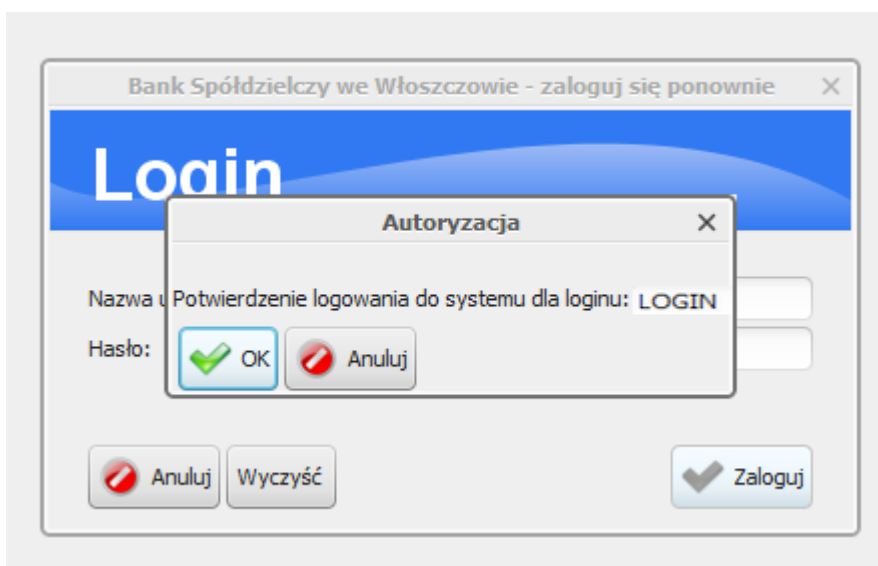 Bank Spółdzielczy we Włoszczowie - zaloguj się ponownie
Login
Autoryzacja
Nazwa
Potwierdzenie logowania do systemu dla loginu: LOGIN
Hasło:
OK Anuluj
Anuluj Wyczyść Zaloguj